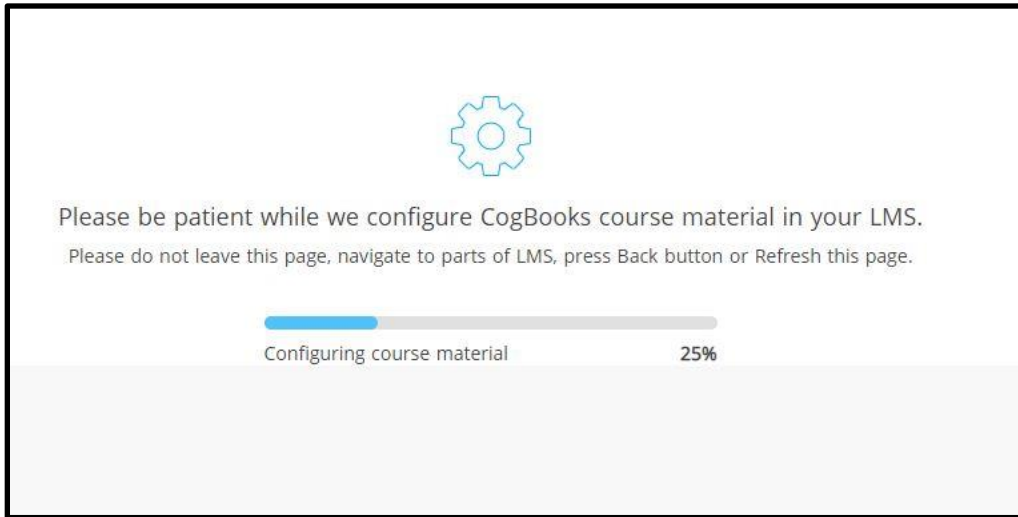 Please be patient while we configure CogBooks course material in your LMS.
Please do not leave this page, navigate to parts of LMS, press Back button or Refresh this page.
Configuring course material 25%